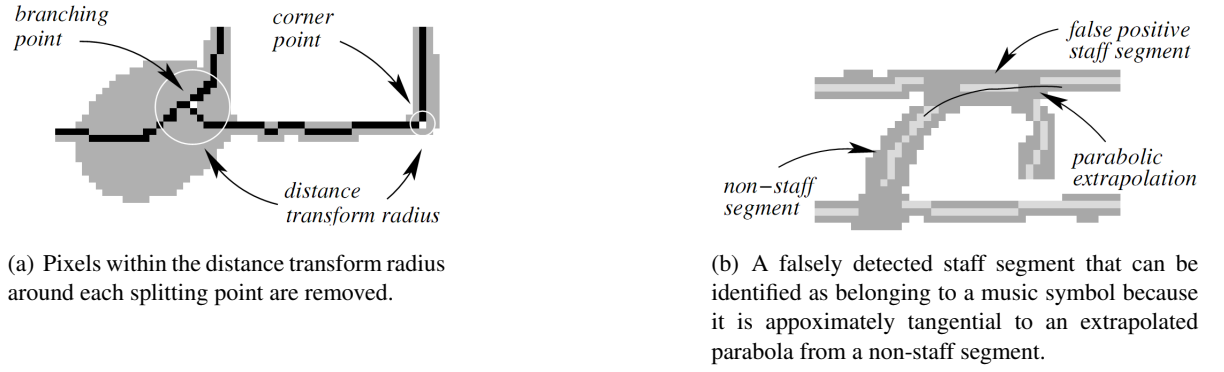 branching
point
corner
point
distance
transform radius
(a) Pixels within the distance transform radius
around each splitting point are removed.
false positive
staff segment
non−staff
segment
parabolic
extrapolation
(b) A falsely detected staff segment that can be
identified as belonging to a music symbol because
it is appoximately tangential to an extrapolated
parabola from a non-staff segment.